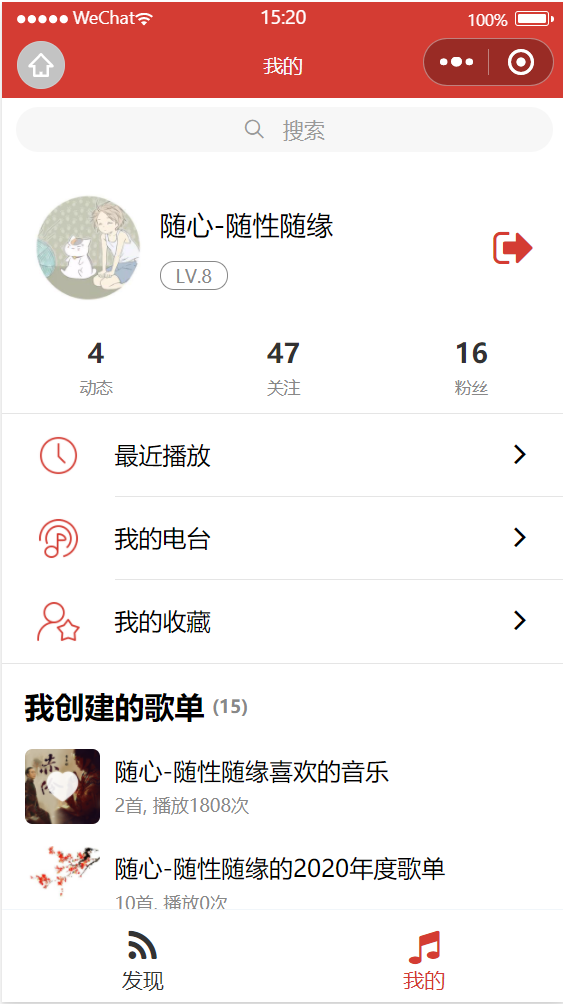 WeChat 15:20 100%
我的
搜索
随心-随性随缘
LV.8
4 47 16
动态 关注 粉丝
最近播放
我的电台
我的收藏
我创建的歌单 (15)
随心-随性随缘喜欢的音乐
2首, 播放1808次
随心-随性随缘的2020年度歌单
10首, 播放0次
发现 我的